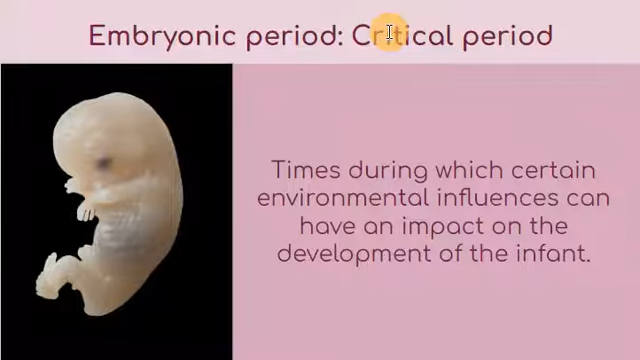 Embryonic period: Critical period
Times during which certain
environmental influences can
have an impact on the
development of the infant.